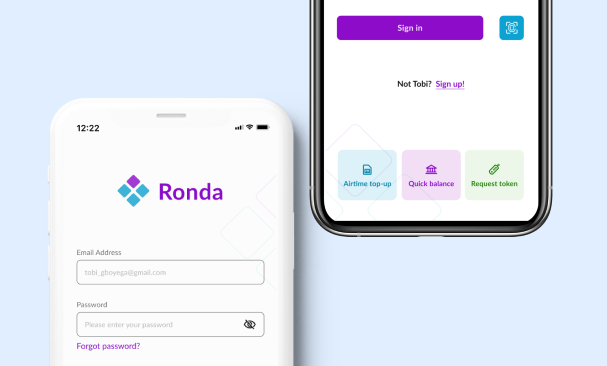 Sign in
Not Tobi? Sign up!
Airtime top-up
Quick balance
Request token
12:22
Ronda
Email Address
tobi_gboyega@gmail.com
Password
Please enter your password
Forgot password?